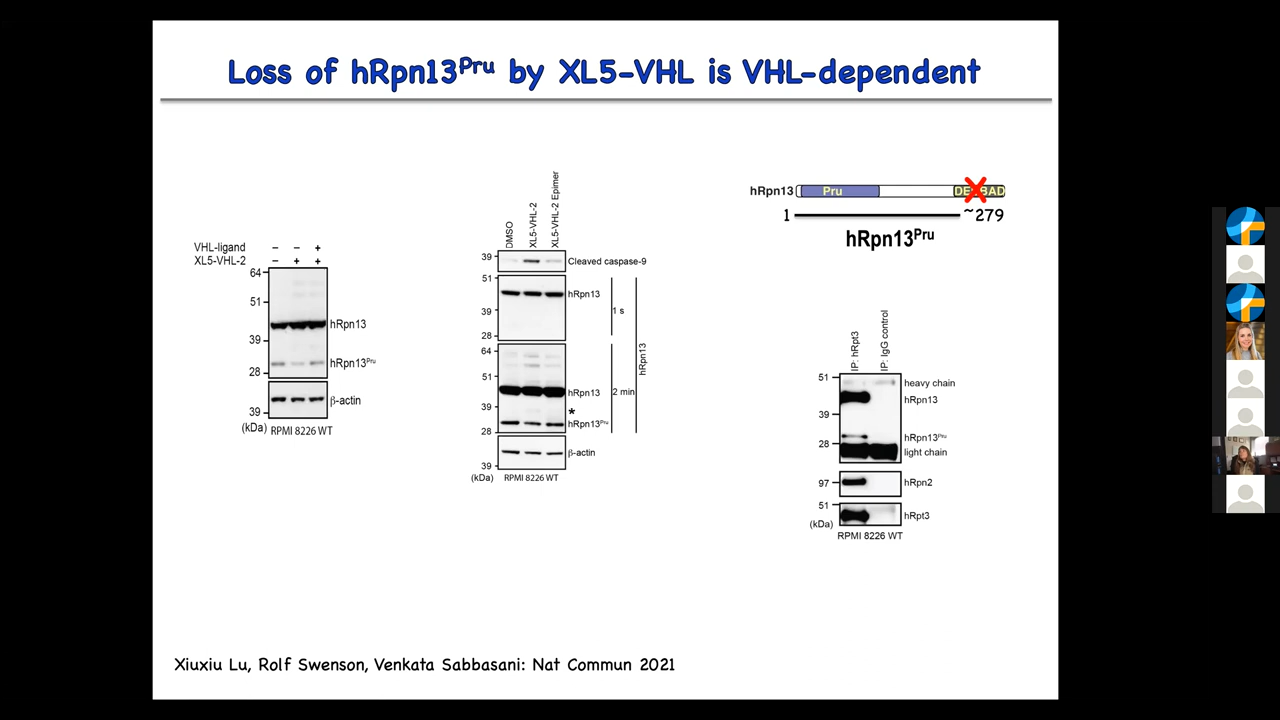 Loss of hRpn13Pru by XL5-VHL is VHL-dependent
VHL-ligand – – +
XL5-VHL-2 – + +
64
51
39
28
hRpn13
hRpn13Pru
39
β-actin
(kDa)
RPMI 8226 WT
DMSO
XL5-VHL-2
XL5-VHL-2 Epimer
39
Cleaved caspase-9
51
39
28
hRpn13
1 s
64
51
39
28
hRpn13
*
hRpn13Pru
2 min
hRpn13
39
β-actin
(kDa)
RPMI 8226 WT
hRpn13
Pru
1
~279
hRpn13Pru
IP: hRpt3
IP: IgG control
51
39
28
heavy chain
hRpn13
hRpn13Pru
light chain
97
hRpn2
51
hRpt3
(kDa)
RPMI 8226 WT
Xiuxiu Lu, Rolf Swenson, Venkata Sabbasani: Nat Commun 2021